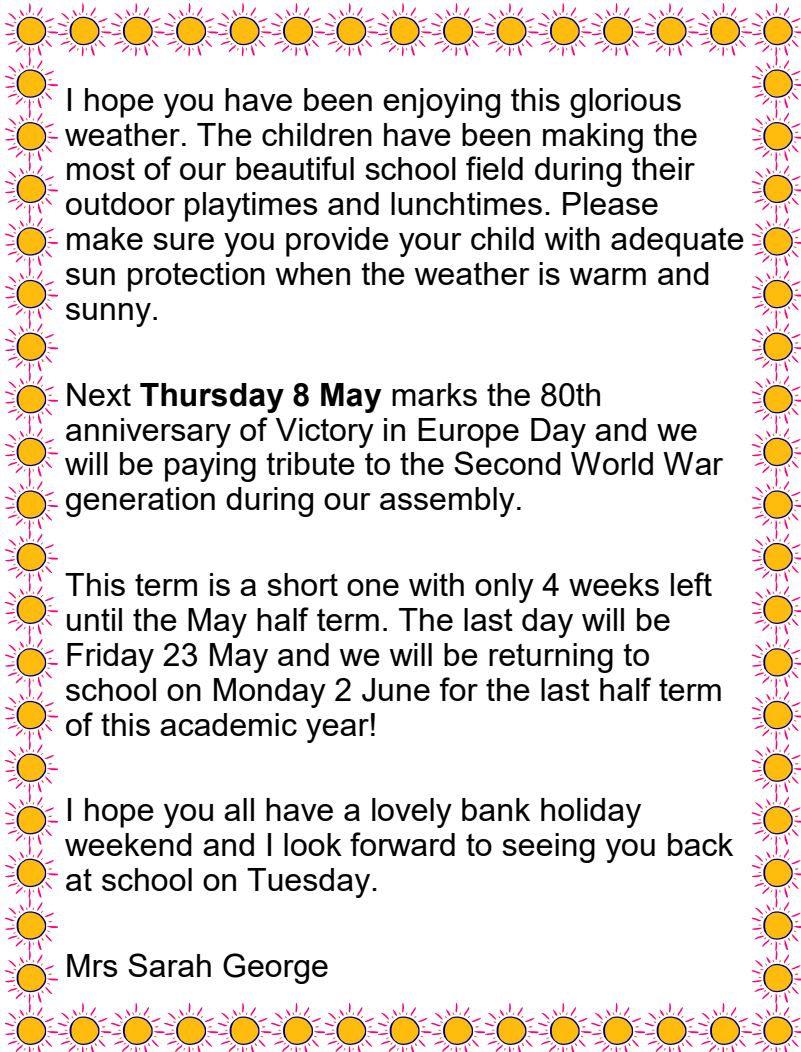 I hope you have been enjoying this glorious
weather. The children have been making the
most of our beautiful school field during their
outdoor playtimes and lunchtimes. Please
make sure you provide your child with adequate
sun protection when the weather is warm and
sunny.
Next Thursday 8 May marks the 80th
anniversary of Victory in Europe Day and we
will be paying tribute to the Second World War
generation during our assembly.
This term is a short one with only 4 weeks left
until the May half term. The last day will be
Friday 23 May and we will be returning to
school on Monday 2 June for the last half term
of this academic year!
I hope you all have a lovely bank holiday
weekend and I look forward to seeing you back
at school on Tuesday.
Mrs Sarah George